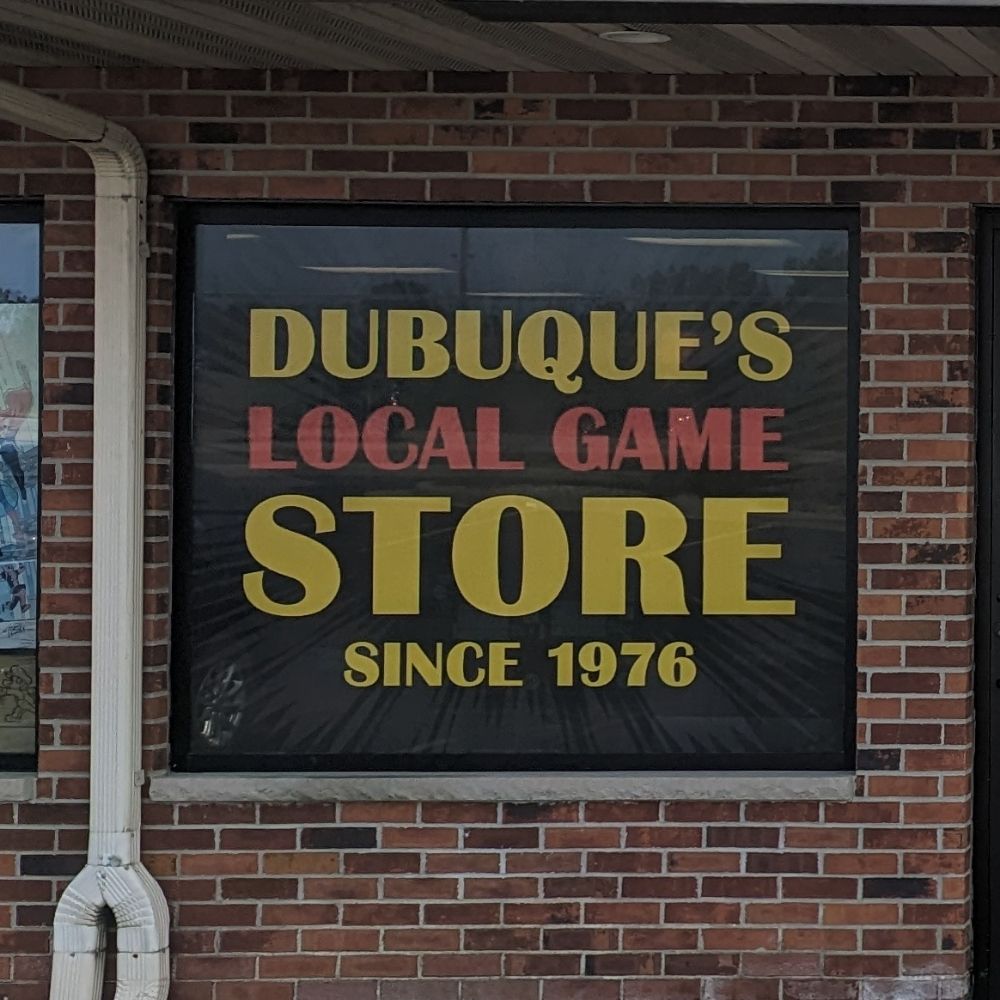 DUBUQUE'S
LOCAL GAME
STORE
SINCE 1976